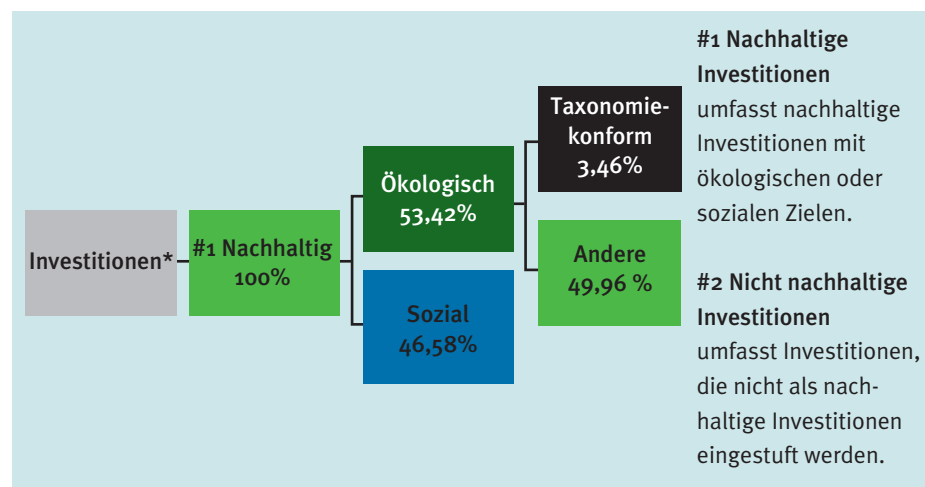 Investitionen*
#1 Nachhaltig
100%
Ökologisch
53,42%
Sozial
46,58%
Taxonomie-
konform
3,46%
Andere
49,96 %
#1 Nachhaltige
Investitionen
umfasst nachhaltige
Investitionen mit
ökologischen oder
sozialen Zielen.
#2 Nicht nachhaltige
Investitionen
umfasst Investitionen,
die nicht als nach-
haltige Investitionen
eingestuft werden.